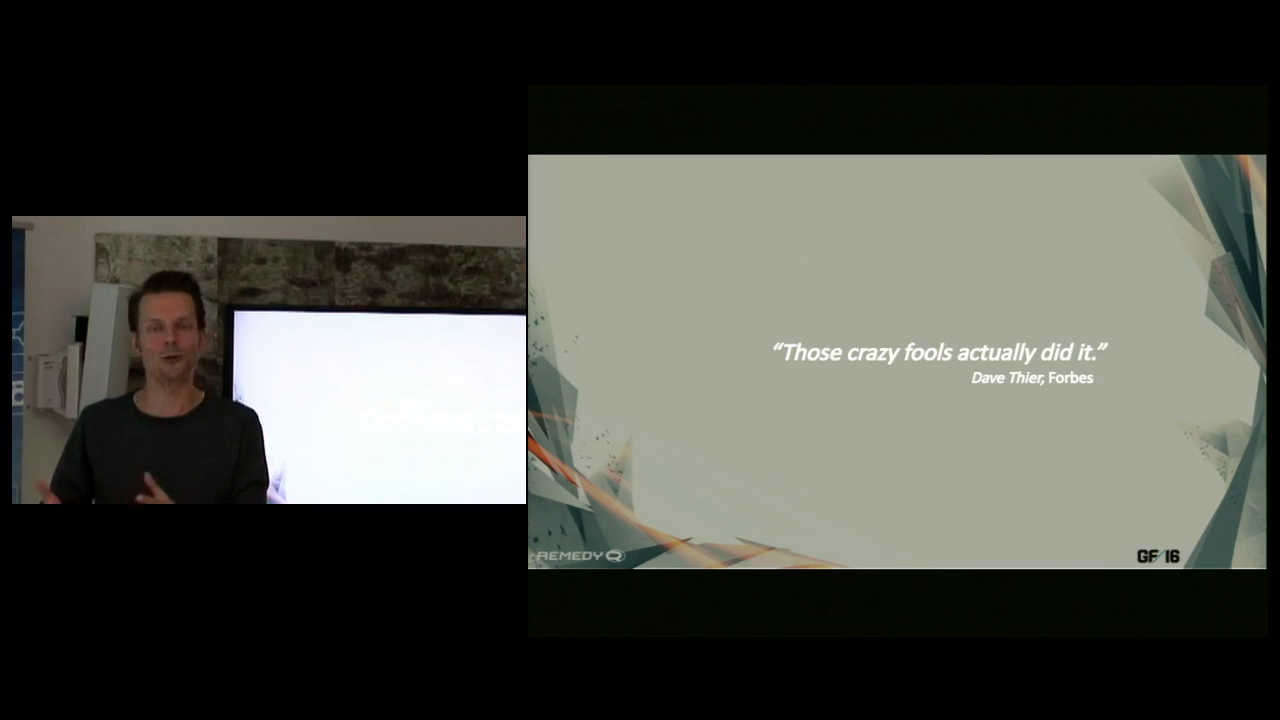 “Those crazy fools actually did it.”
Dave Thier, Forbes
REMEDY
GF/16